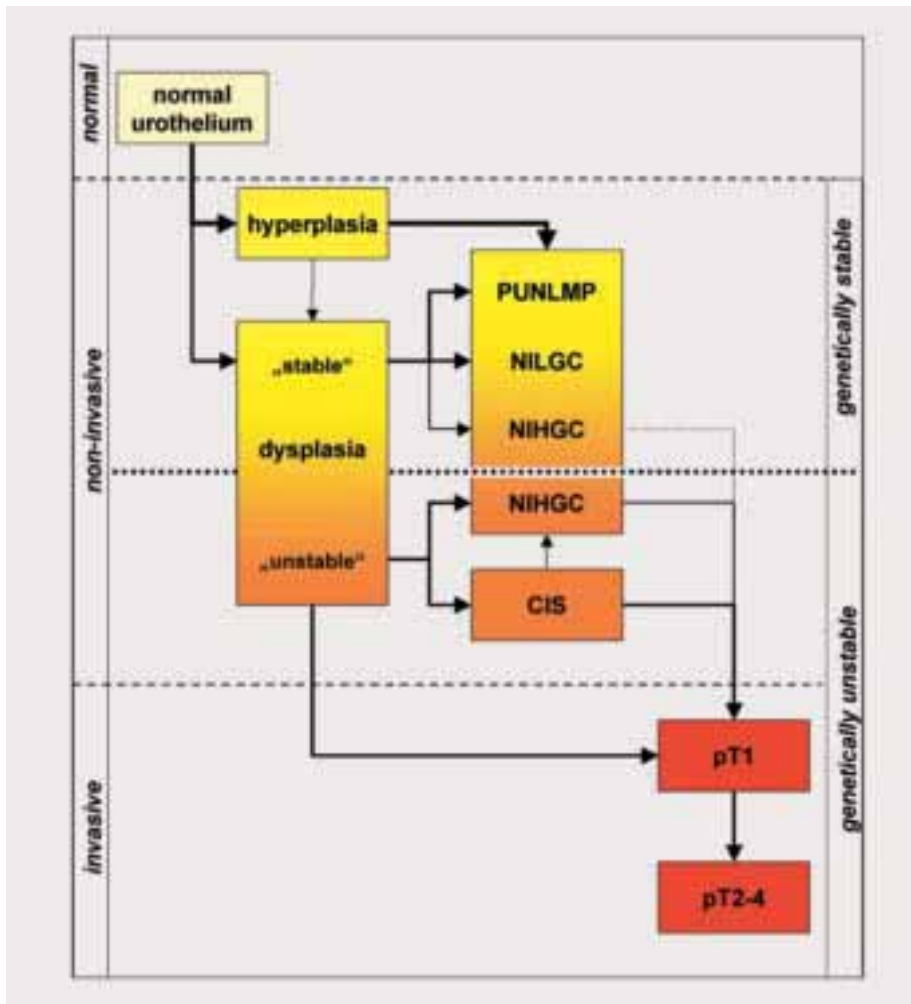 normal
normal
urothelium
non-invasive
genetically stable
hyperplasia
PUNLMP
„stable“
NILGC
NIHGC
dysplasia
NIHGC
„unstable“
CIS
genetically unstable
invasive
pT1
pT2-4